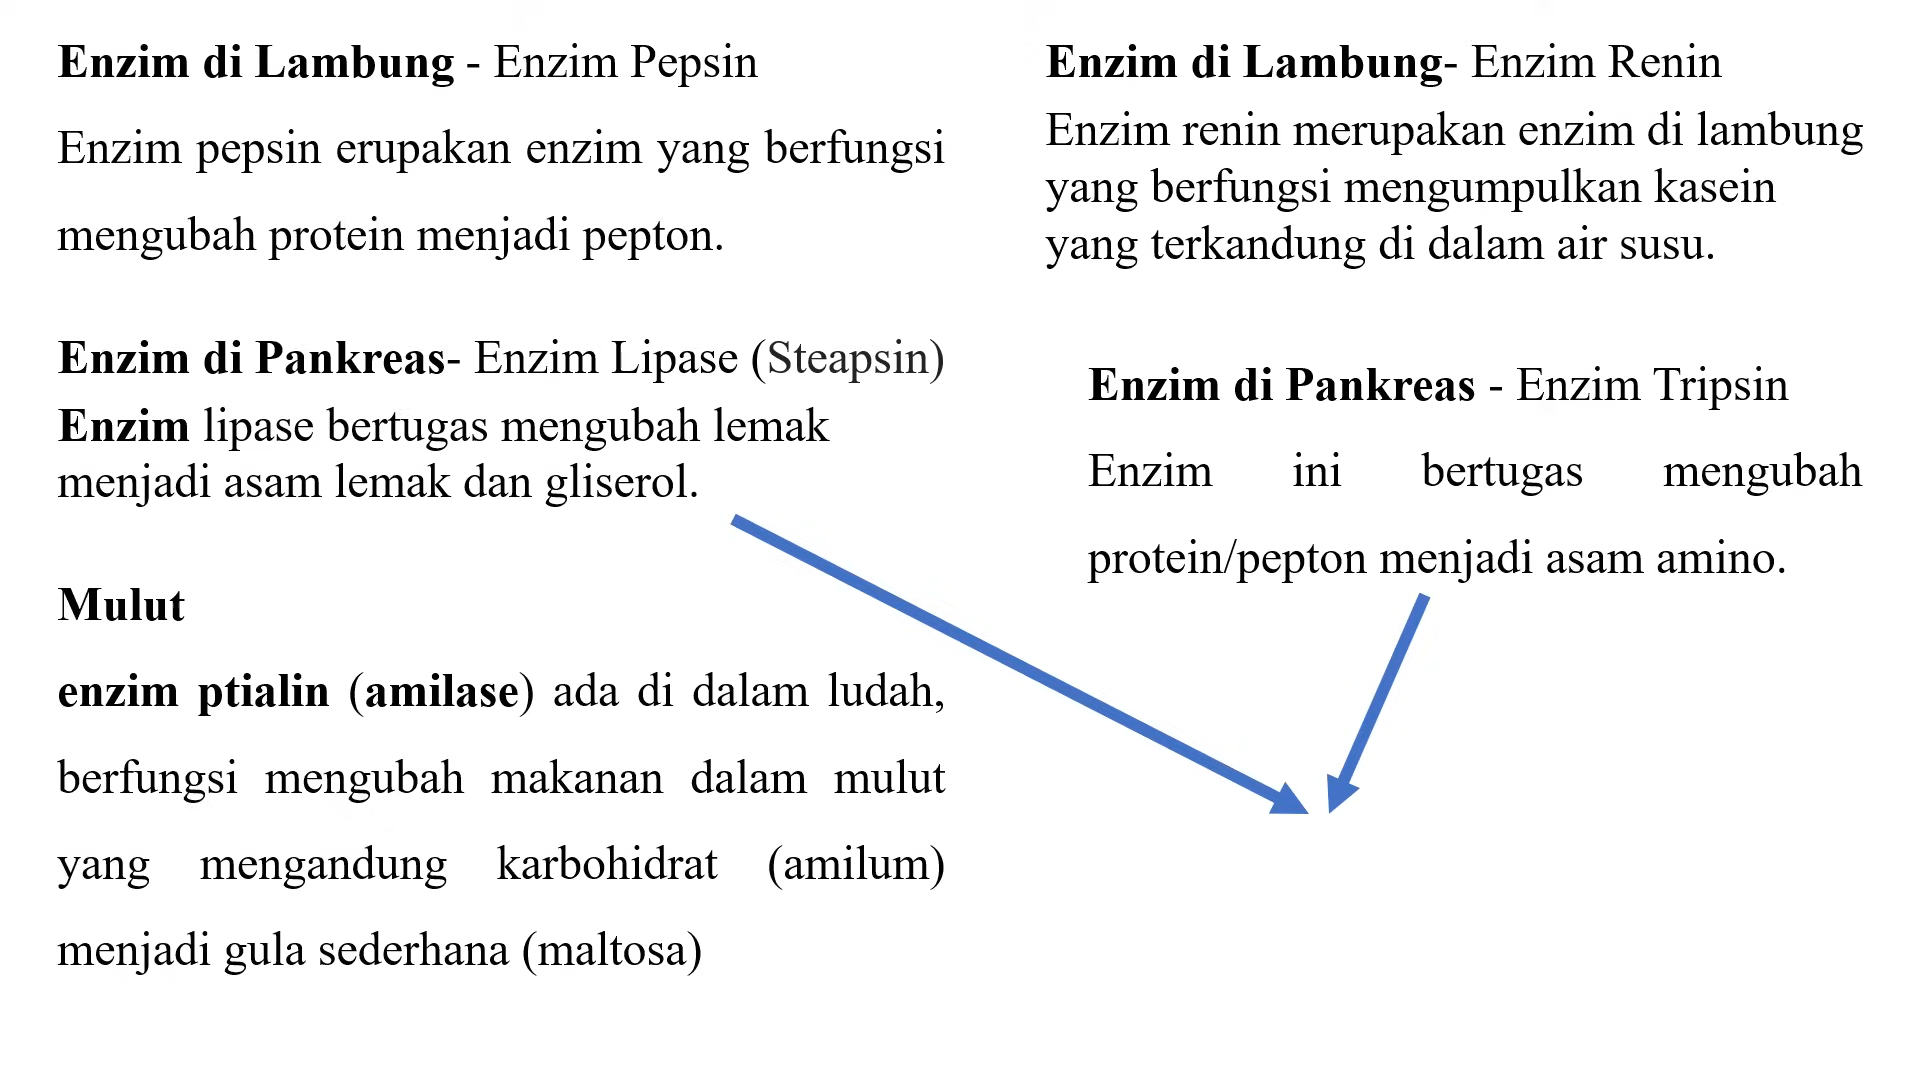 Enzim di Lambung - Enzim Pepsin
Enzim pepsin erupakan enzim yang berfungsi
mengubah protein menjadi pepton.
Enzim di Lambung- Enzim Renin
Enzim renin merupakan enzim di lambung
yang berfungsi mengumpulkan kasein
yang terkandung di dalam air susu.
Enzim di Pankreas- Enzim Lipase (Steapsin)
Enzim lipase bertugas mengubah lemak
menjadi asam lemak dan gliserol.
Enzim di Pankreas - Enzim Tripsin
Enzim ini bertugas mengubah
protein/pepton menjadi asam amino.
Mulut
enzim ptialin (amilase) ada di dalam ludah,
berfungsi mengubah makanan dalam mulut
yang mengandung karbohidrat (amilum)
menjadi gula sederhana (maltosa)